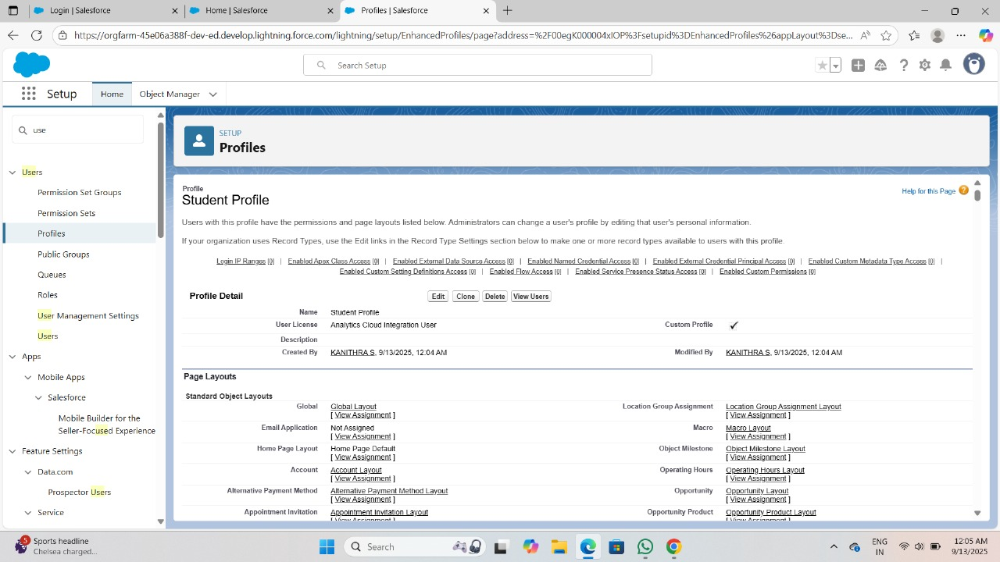 Login | Salesforce
Home | Salesforce
Profiles | Salesforce
https://orgfarm-45e06a388f-dev-ed.develop.lightning.force.com/lightning/setup/EnhancedProfiles/page?address=%2F00egK000004xIOP%3Fsetupid%3DEnhancedProfiles%26appLayout%3Dse...
Search Setup
Setup
Home
Object Manager
use
Users
Permission Set Groups
Permission Sets
Profiles
Public Groups
Queues
Roles
User Management Settings
Users
Apps
Mobile Apps
Salesforce
Mobile Builder for the
Seller-Focused Experience
Feature Settings
Data.com
Prospector Users
Service
SETUP
Profiles
Profile
Student Profile
Help for this Page
Users with this profile have the permissions and page layouts listed below. Administrators can change a user's profile by editing that user's personal information.
If your organization uses Record Types, use the Edit links in the Record Type Settings section below to make one or more record types available to users with this profile.
Login IP Ranges [0] | Enabled Apex Class Access [0] | Enabled External Data Source Access [0] | Enabled Named Credential Access [0] | Enabled External Credential Principal Access [0] | Enabled Custom Metadata Type Access [0] |
Enabled Custom Setting Definitions Access [0] | Enabled Flow Access [0] | Enabled Service Presence Status Access [0] | Enabled Custom Permissions [0]
Profile Detail
Edit Clone Delete View Users
Name Student Profile
User License Analytics Cloud Integration User Custom Profile
Description
Created By KANITHRA S, 9/13/2025, 12:04 AM Modified By KANITHRA S, 9/13/2025, 12:04 AM
Page Layouts
Standard Object Layouts
Global Global Layout Location Group Assignment Location Group Assignment Layout
[ View Assignment ] [ View Assignment ]
Email Application Not Assigned Macro Macro Layout
[ View Assignment ] [ View Assignment ]
Home Page Layout Home Page Default Object Milestone Object Milestone Layout
[ View Assignment ] [ View Assignment ]
Account Account Layout Operating Hours Operating Hours Layout
[ View Assignment ] [ View Assignment ]
Alternative Payment Method Alternative Payment Method Layout Opportunity Opportunity Layout
[ View Assignment ] [ View Assignment ]
Appointment Invitation Appointment Invitation Layout Opportunity Product Opportunity Product Layout
[ View Assignment ] [ View Assignment ]
5
Sports headline
Chelsea charged...
Search
ENG
IN
12:05 AM
9/13/2025